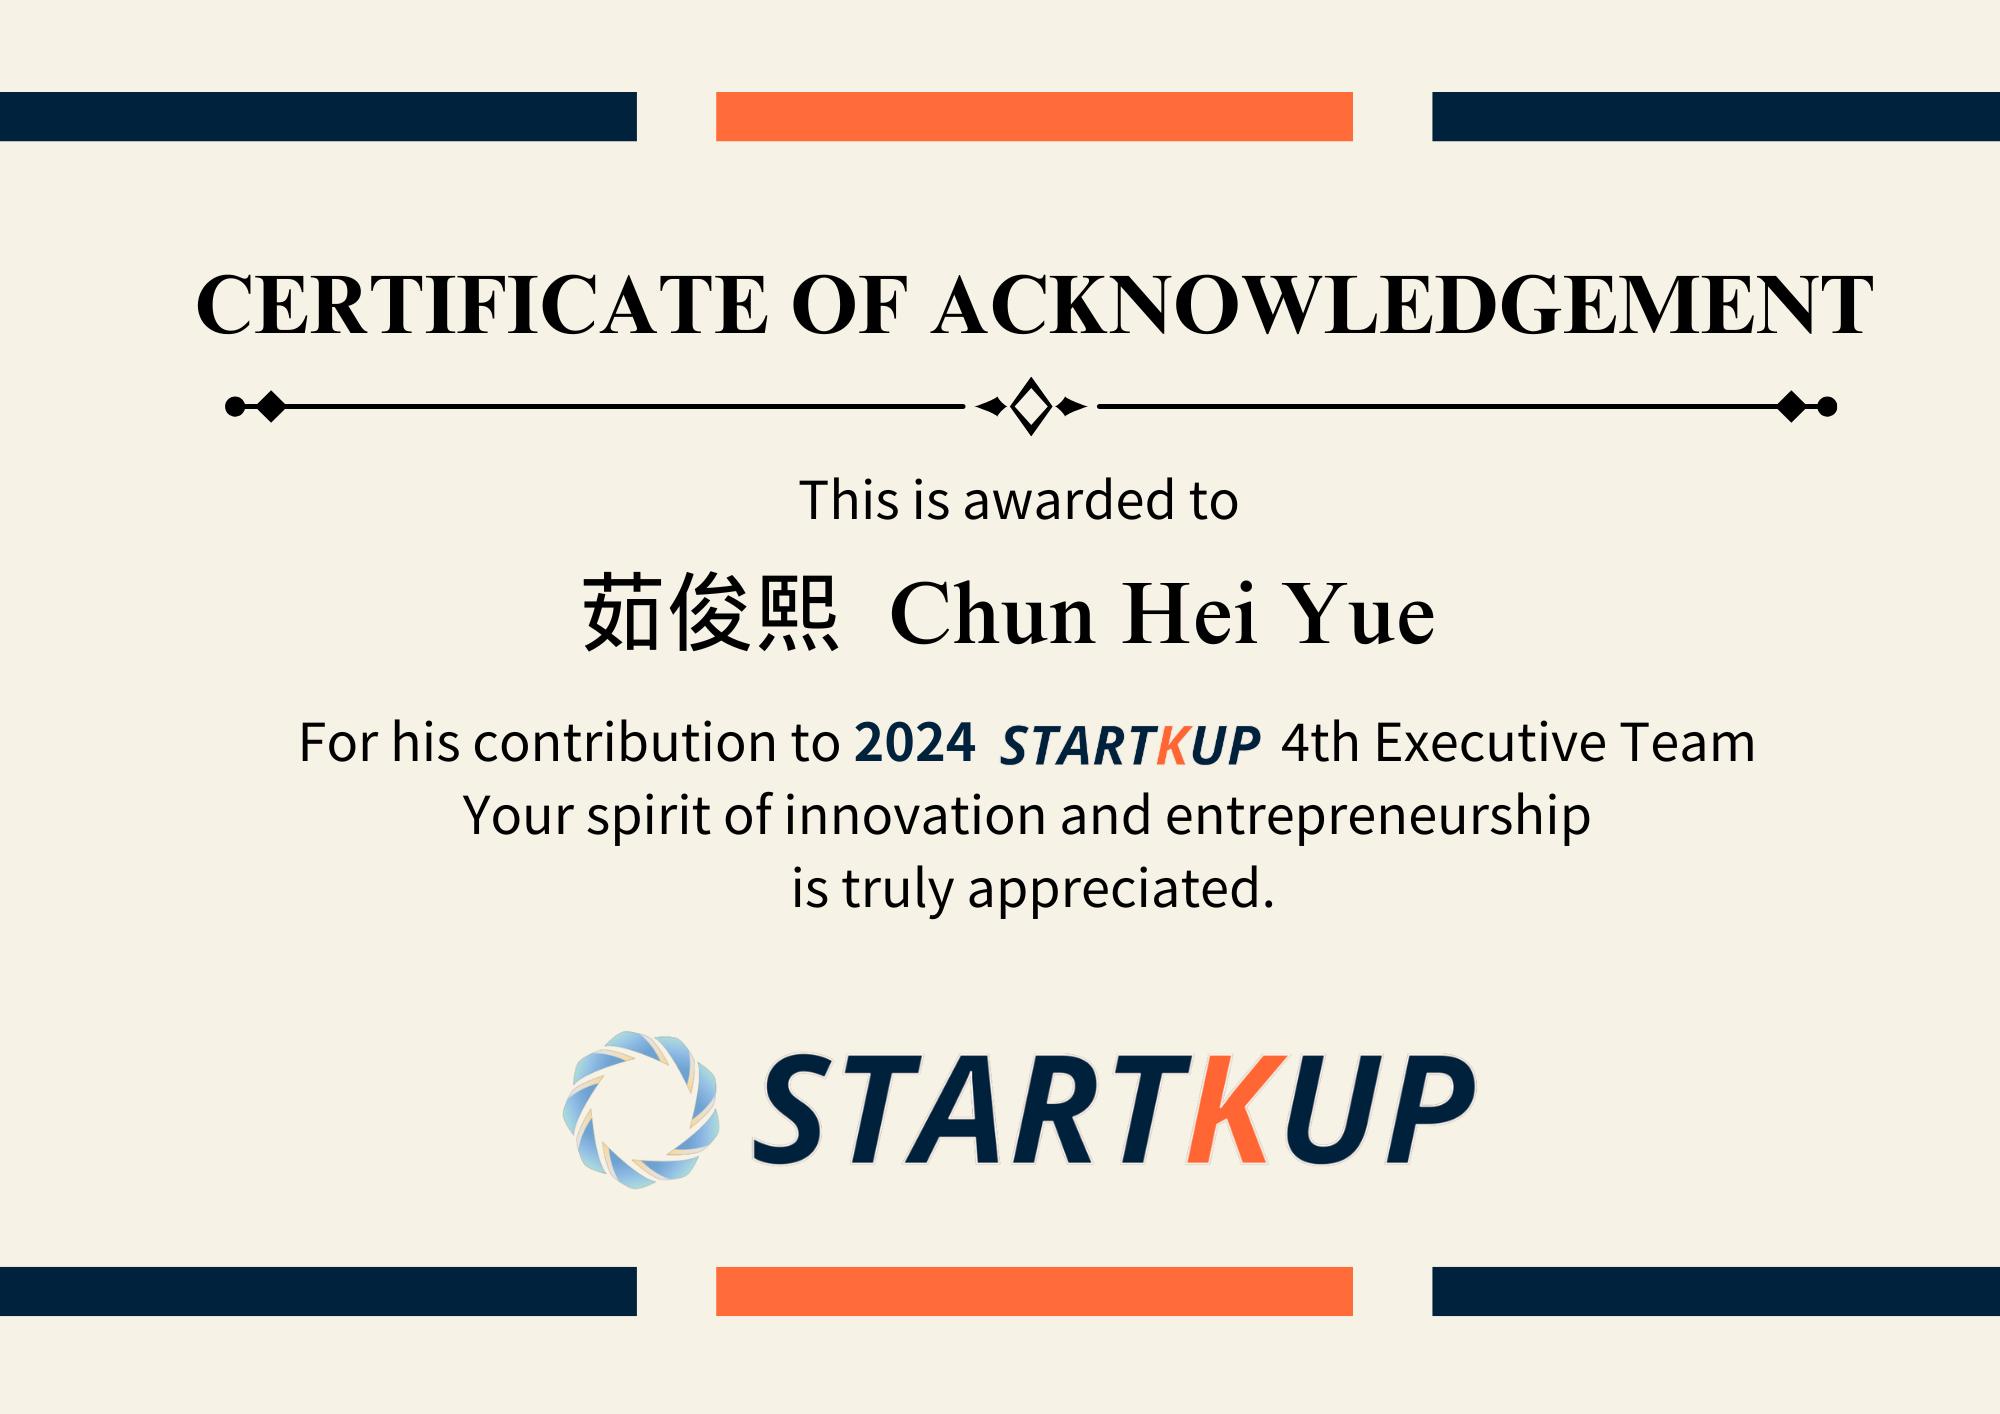 CERTIFICATE OF ACKNOWLEDGEMENT
This is awarded to
茹俊熙 Chun Hei Yue
For his contribution to 2024 STARTKUP 4th Executive Team
Your spirit of innovation and entrepreneurship
is truly appreciated.
STARTKUP